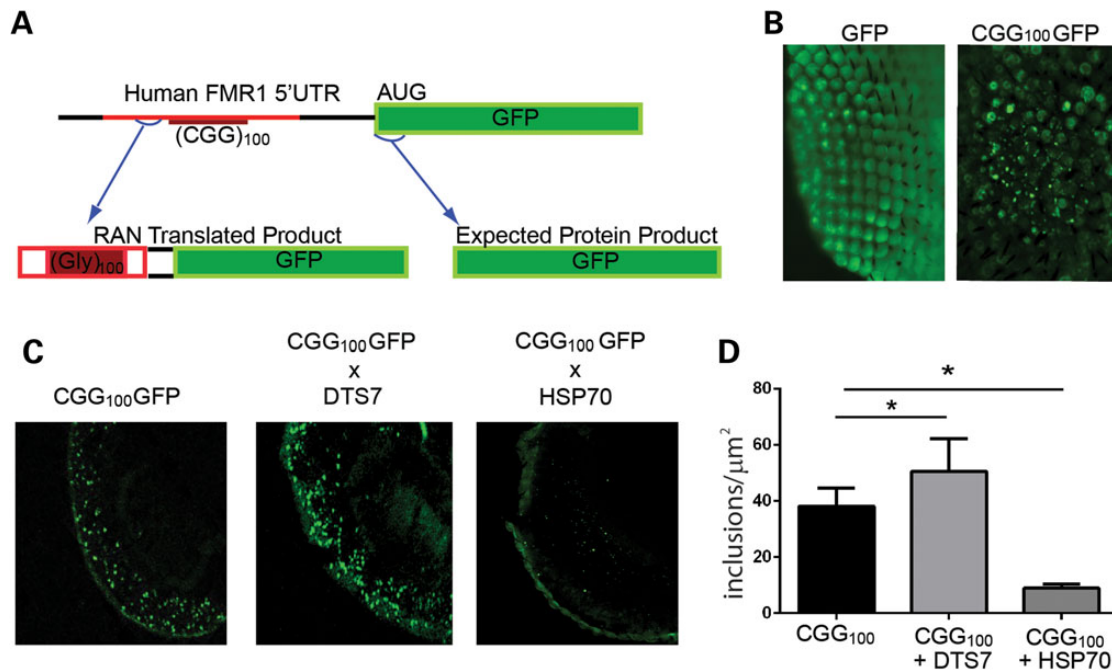 A
Human FMR1 5'UTR
AUG
GFP
(CGG)100
RAN Translated Product
(Gly)100
GFP
Expected Protein Product
GFP
B
GFP
CGG100GFP
C
CGG100GFP
CGG100GFP
x
DTS7
CGG100 GFP
x
HSP70
D
*
*
inclusions/μm²
80
60
40
20
0
CGG100
CGG100
+ DTS7
CGG100
+ HSP70